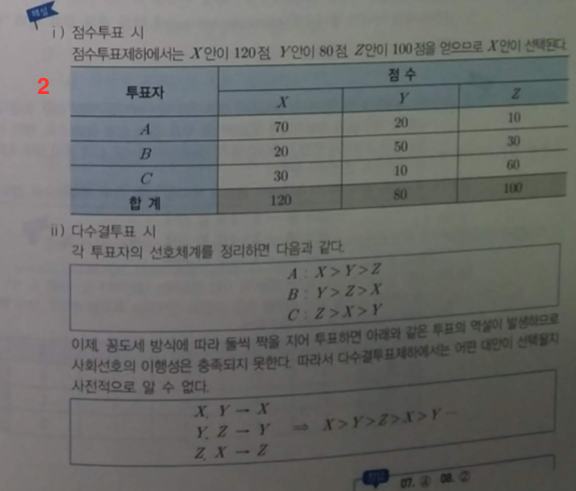 해설
i) 점수투표 시
점수투표제하에서는 X안이 120점, Y안이 80점, Z안이 100점을 얻으므로 X안이 선택된다.
2
투표자 점수
X Y Z
A 70 20 10
B 20 50 30
C 30 10 60
합계 120 80 100
ii) 다수결투표 시
각 투표자의 선호체계를 정리하면 다음과 같다.
A : X > Y > Z
B : Y > Z > X
C : Z > X > Y
이제, 꽁도세 방식에 따라 둘씩 짝을 지어 투표하면 아래와 같은 투표의 역설이 발생하므로
사회선호의 이행성은 충족되지 못한다. 따라서 다수결투표제하에서는 어떤 대안이 선택될지
사전적으로 알 수 없다.
X, Y → X
Y, Z → Y ⇒ X > Y > Z > X > Y ···
Z, X → Z
정답 07. ④ 08. ②